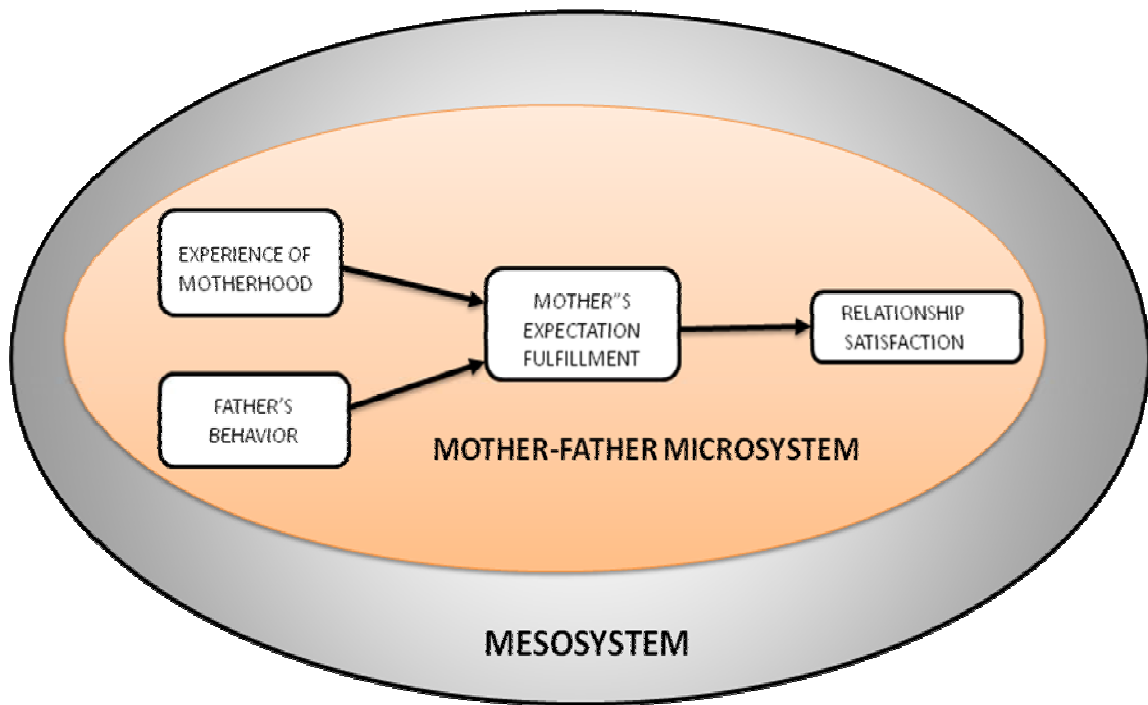 EXPERIENCE OF
MOTHERHOOD
MOTHER"S
EXPECTATION
FULFILLMENT
RELATIONSHIP
SATISFACTION
FATHER'S
BEHAVIOR
MOTHER-FATHER MICROSYSTEM
MESOSYSTEM